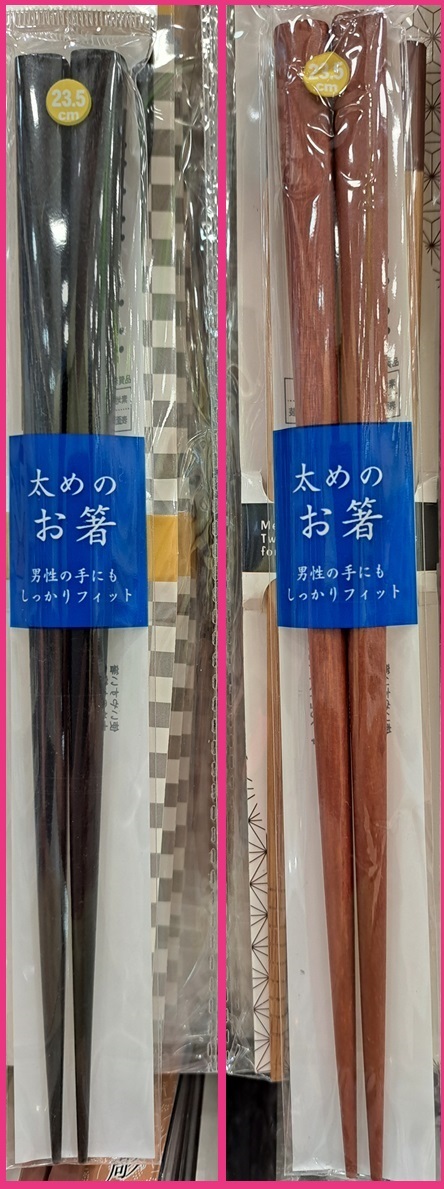 23.5
cm
太めの
お箸
男性の手にも
しっかりフィット
23.5
cm
太めの
お箸
男性の手にも
しっかりフィット